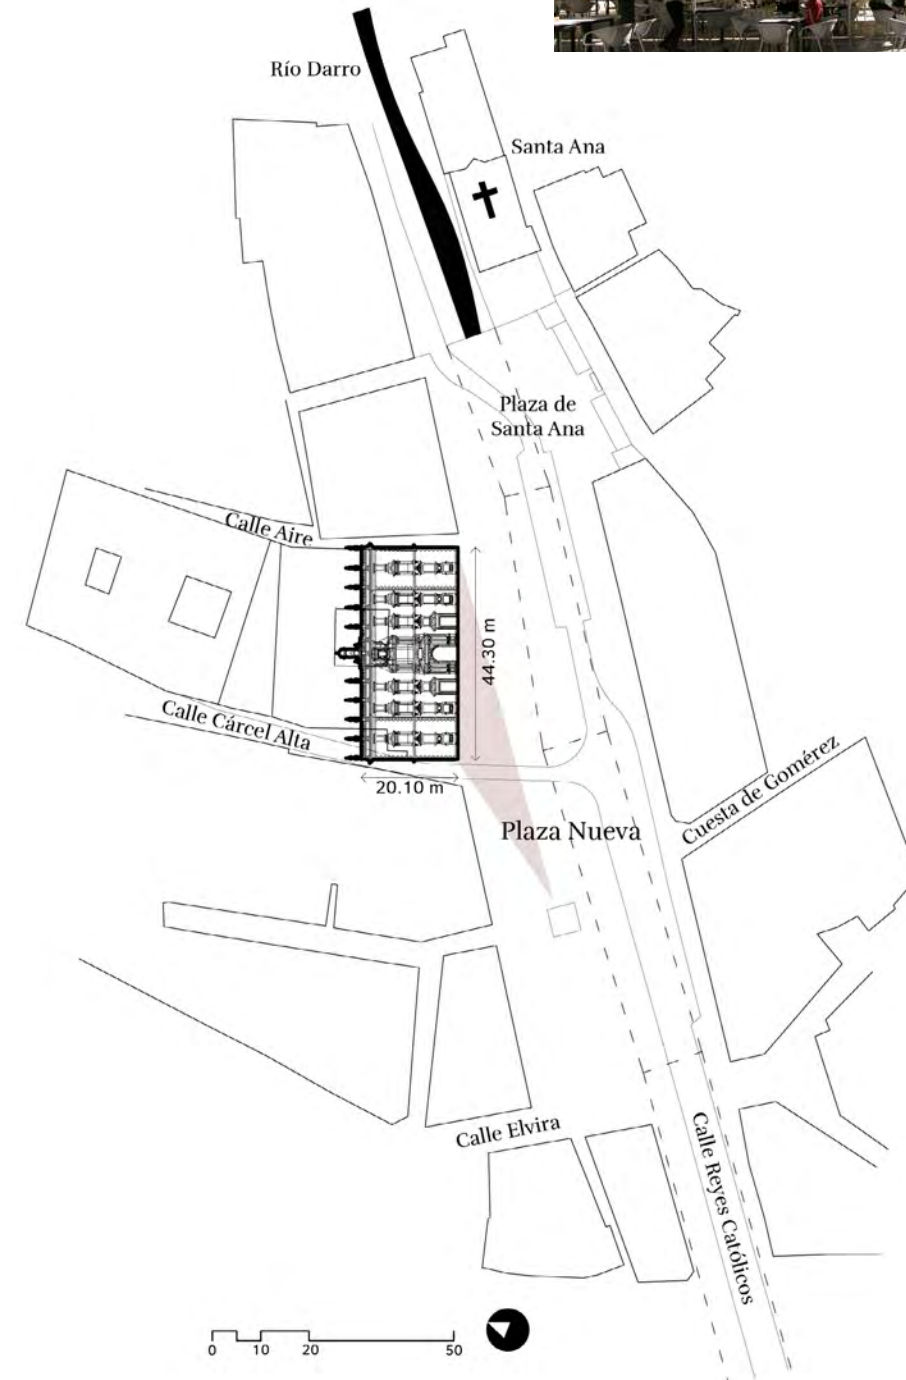 Río Darro
Santa Ana
Plaza de
Santa Ana
Calle Aire
44.30 m
Calle Cárcel Alta
20.10 m
Plaza Nueva
Cuesta de Gomérez
Calle Elvira
Calle Reyes Católicos
0 10 20 50